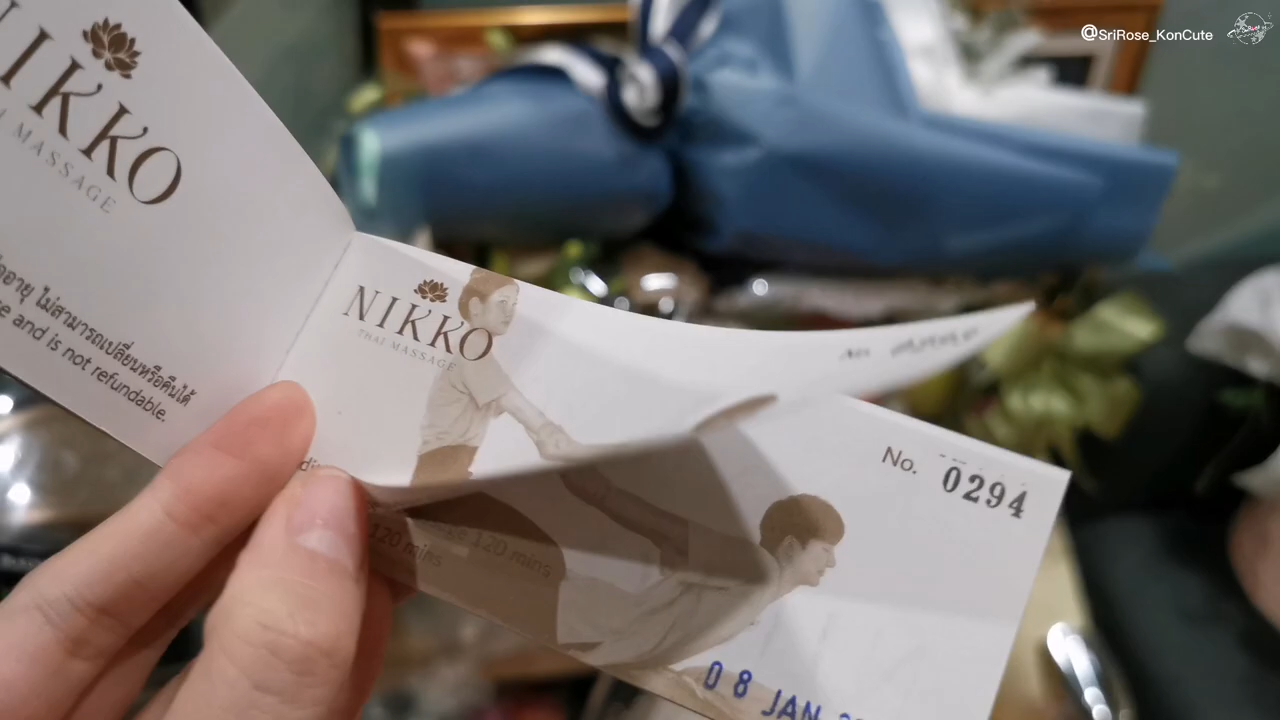 @SriRose_KonCute
NIKKO
MASSAGE
อายุ ไม่สามารถเปลี่ยนหรือคืนได้
and is not refundable.
NIKKO
THAI MASSAGE
No. 0294
120 mins
120 mins
08 JAN